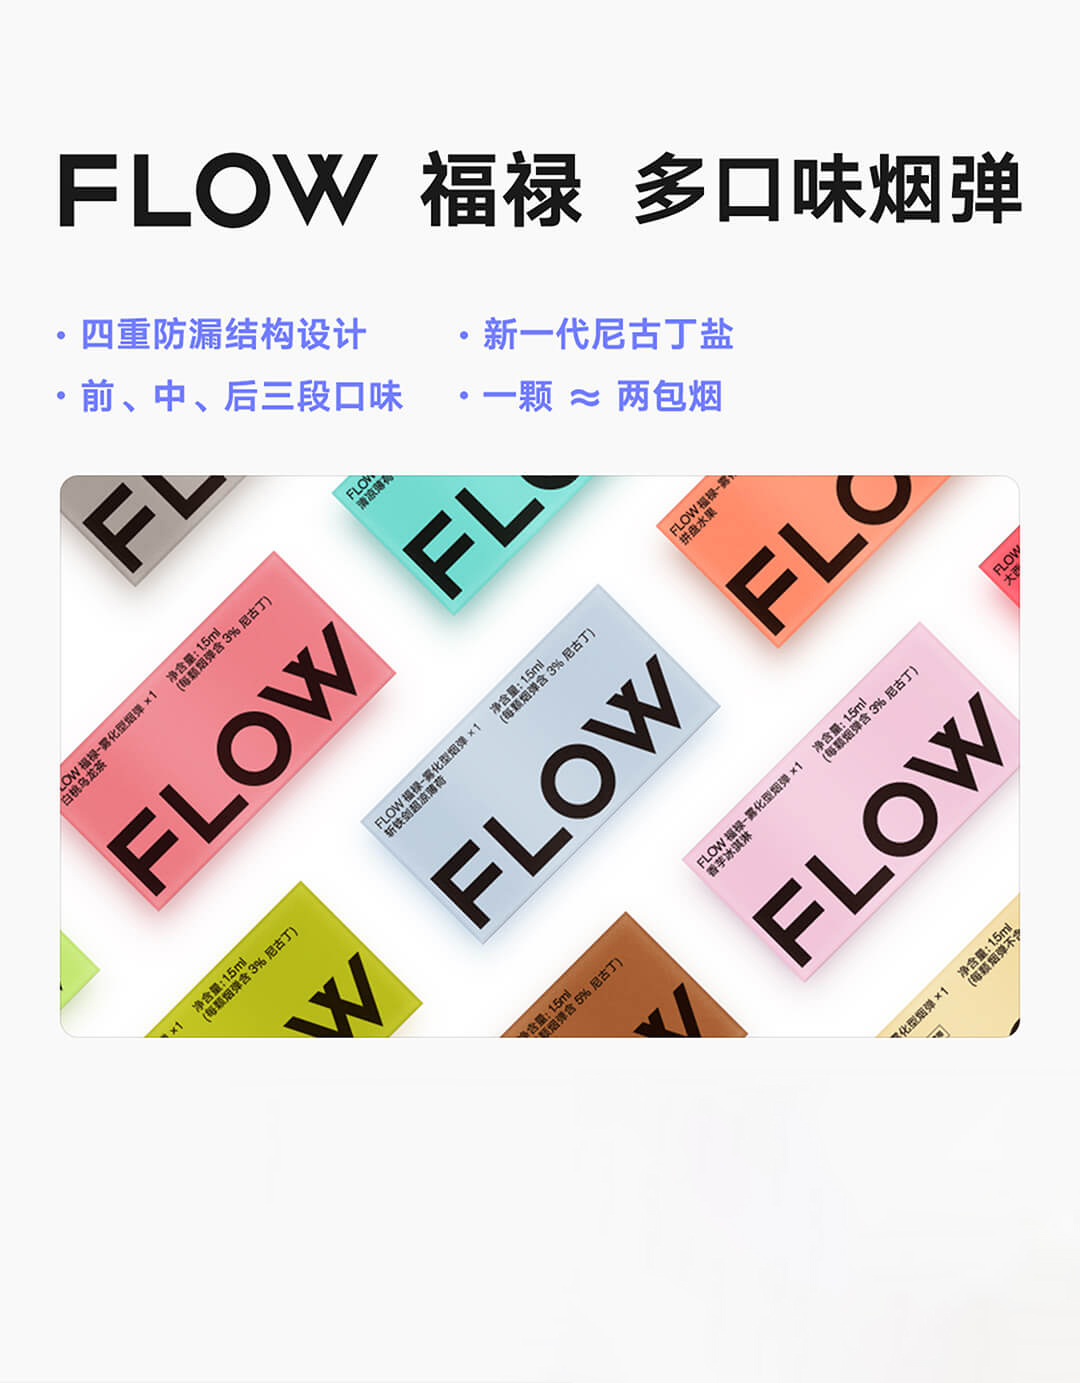 FLOW 福禄 多口味烟弹
· 四重防漏结构设计
· 新一代尼古丁盐
· 前、中、后三段口味
· 一颗 ≈ 两包烟
FL
FLOW
清凉薄荷
FLO
FLOW 福禄-雾
拼盘水果
FLO
FLOW
LOW 福禄-雾化型烟弹 ×1
白桃乌龙茶
净含量: 1.5ml
(每颗烟弹含 3% 尼古丁)
FLOW
FLOW 福禄-雾化型烟弹 ×1
斩铁剑超凉薄荷
净含量: 1.5ml
(每颗烟弹含 3% 尼古丁)
FLOW
FLOW 福禄-雾化型烟弹 ×1
香芋冰淇淋
净含量: 1.5ml
(每颗烟弹含 3% 尼古丁)
FLOW
×1
净含量: 1.5ml
(每颗烟弹含 3% 尼古丁)
W
净含量: 1.5ml
颗烟弹含 5% 尼古丁)
W
雾化型烟弹 ×1
净含量: 1.5ml
(每颗烟弹不含